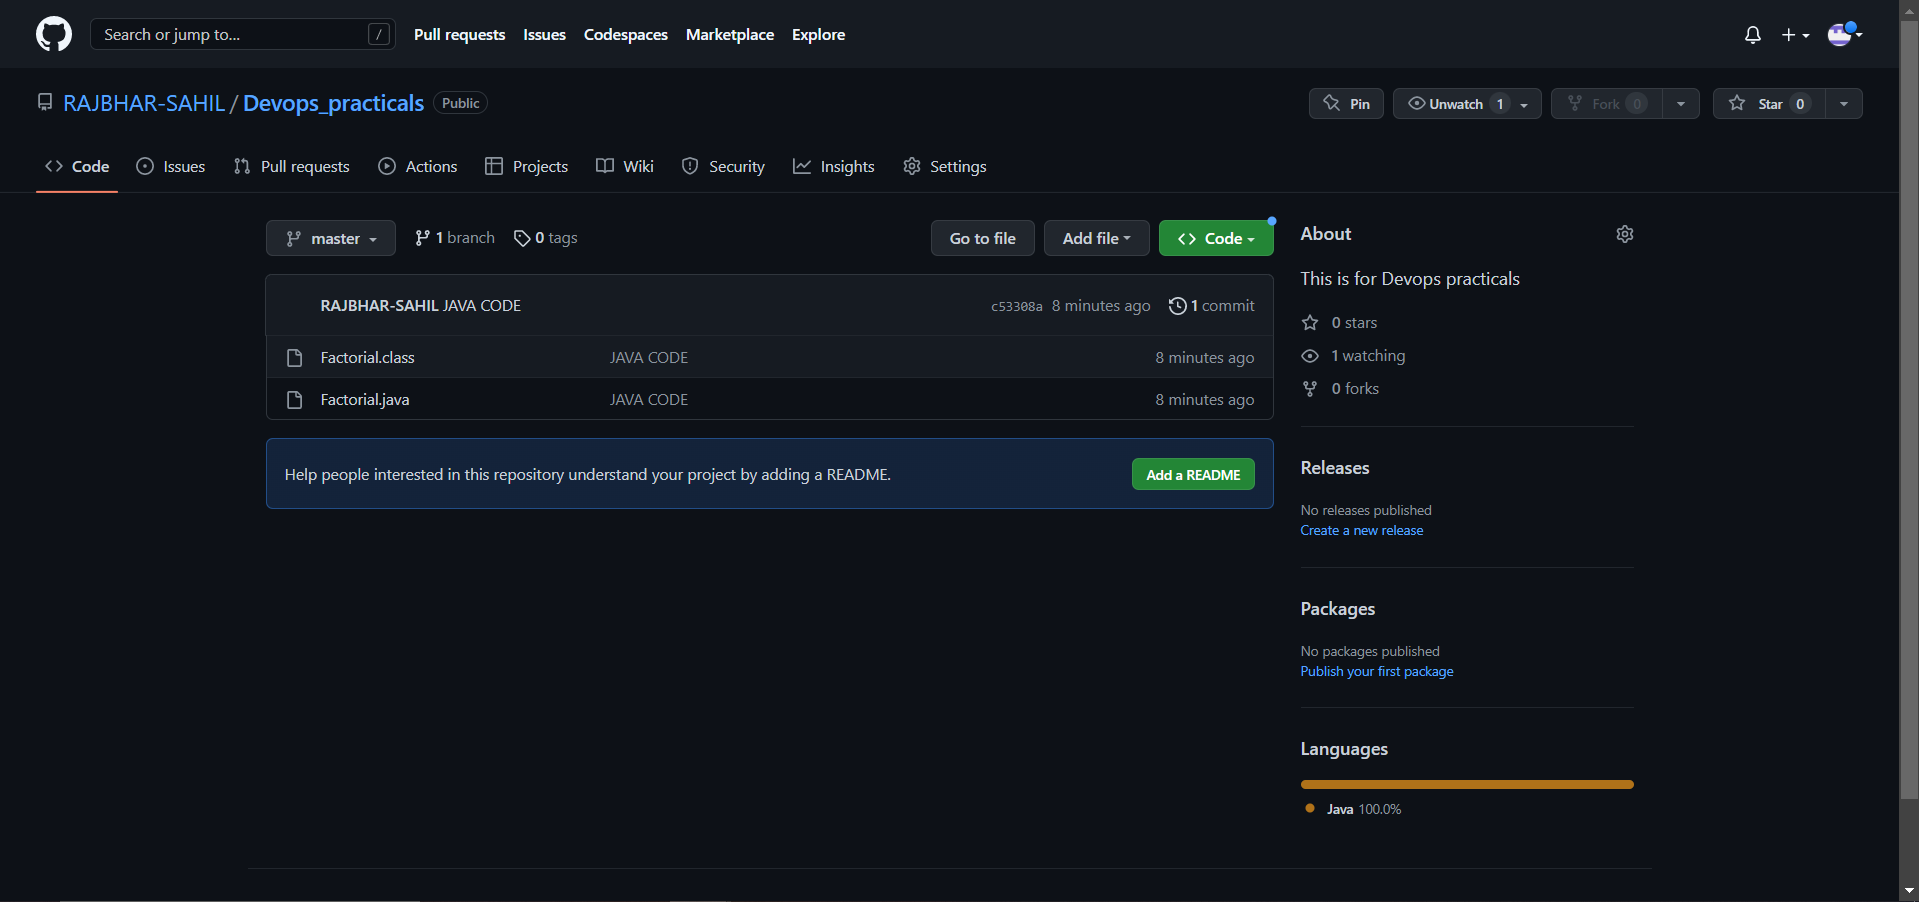 Search or jump to... /
Pull requests Issues Codespaces Marketplace Explore
RAJBHAR-SAHIL / Devops_practicals Public
Pin Unwatch 1 Fork 0 Star 0
Code Issues Pull requests Actions Projects Wiki Security Insights Settings
master 1 branch 0 tags Go to file Add file Code
RAJBHAR-SAHIL JAVA CODE c53308a 8 minutes ago 1 commit
Factorial.class JAVA CODE 8 minutes ago
Factorial.java JAVA CODE 8 minutes ago
Help people interested in this repository understand your project by adding a README. Add a README
About
This is for Devops practicals
0 stars
1 watching
0 forks
Releases
No releases published
Create a new release
Packages
No packages published
Publish your first package
Languages
Java 100.0%